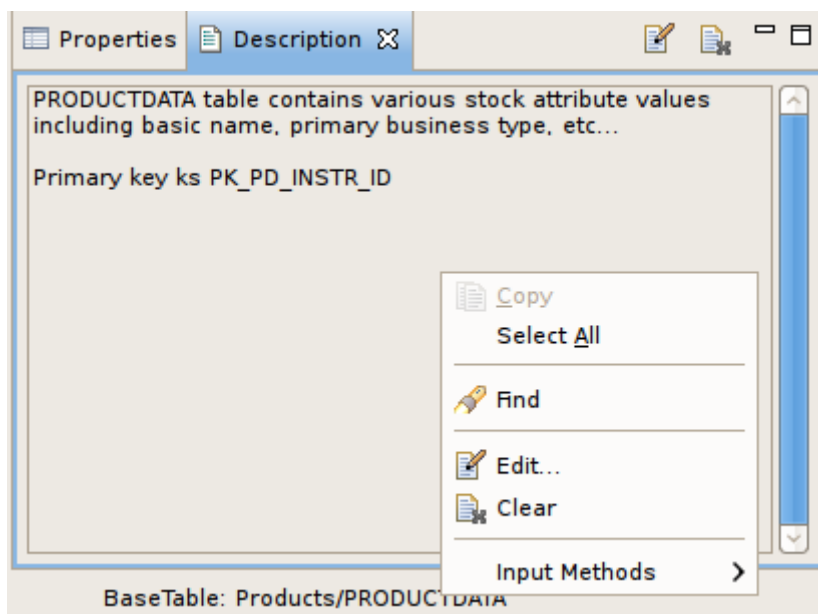 Properties
Description
PRODUCTDATA table contains various stock attribute values
including basic name, primary business type, etc...
Primary key ks PK_PD_INSTR_ID
Copy
Select All
Find
Edit...
Clear
Input Methods
BaseTable: Products/PRODUCTDATA